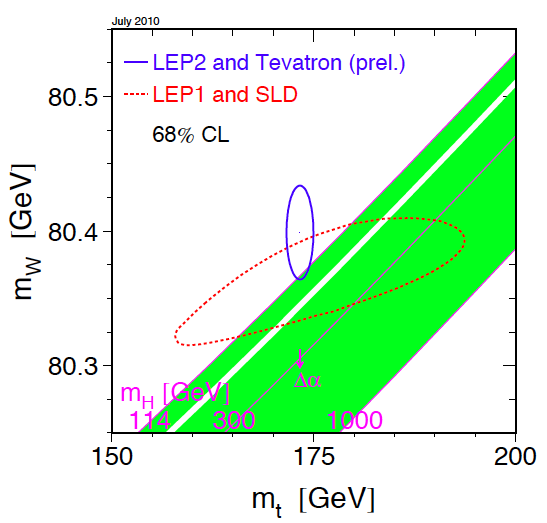 July 2010
LEP2 and Tevatron (prel.)
LEP1 and SLD
68% CL
80.5
80.4
80.3
m_W [GeV]
Δα
m_H [GeV]
114 300 1000
150 175 200
m_t [GeV]